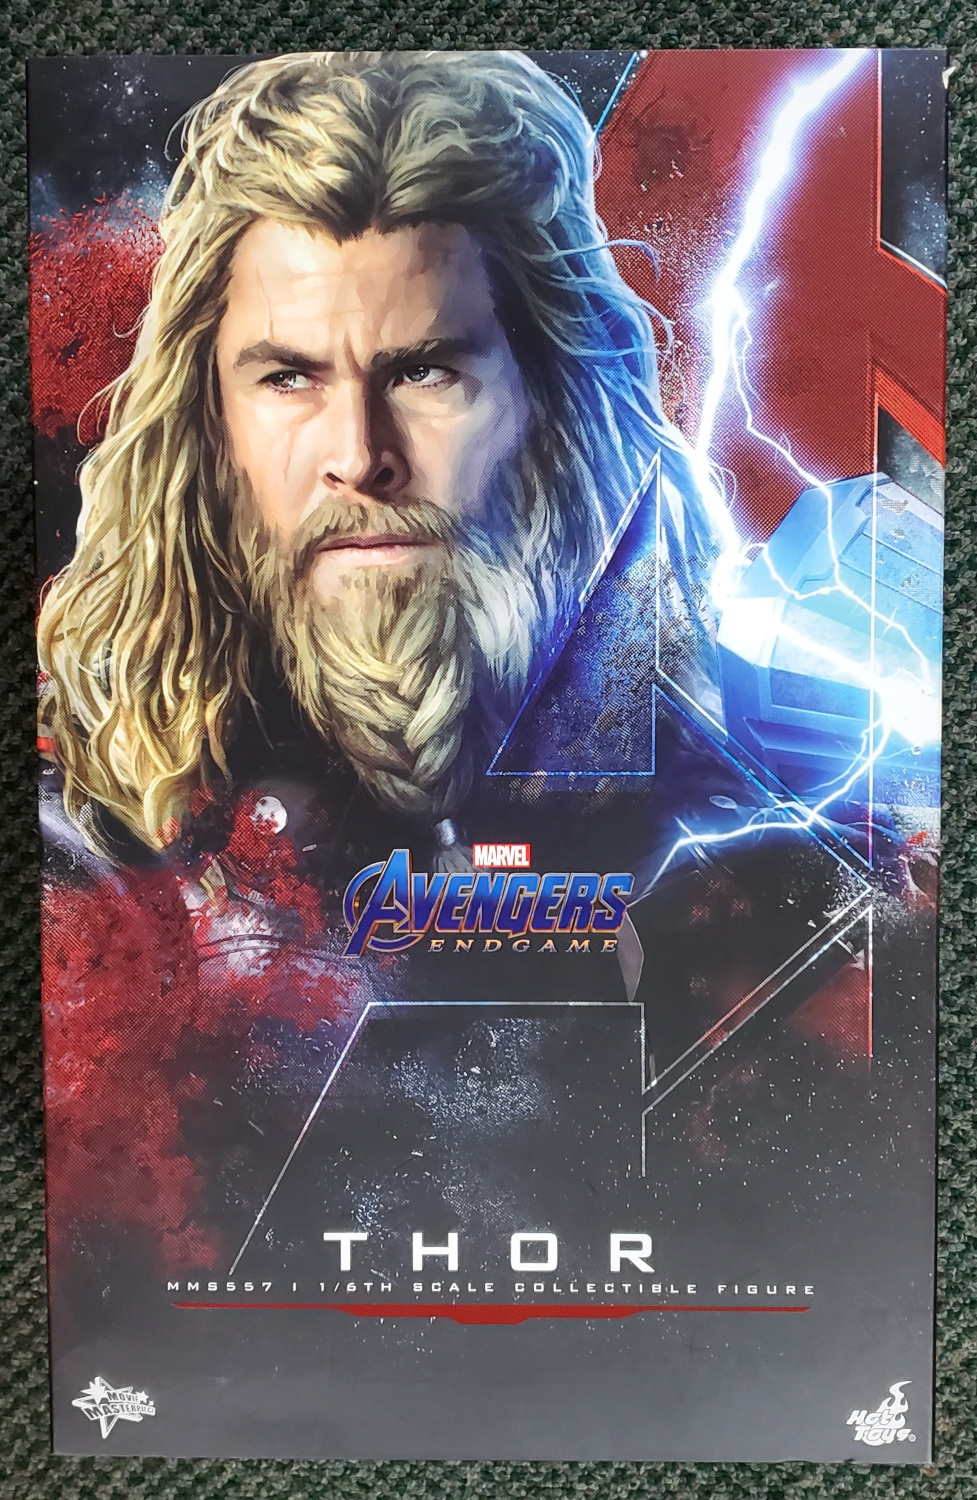 MARVEL
AVENGERS
ENDGAME
THOR
MMS557 | 1/6TH SCALE COLLECTIBLE FIGURE
MOVIE
MASTERPIECE
Hot
Toys®